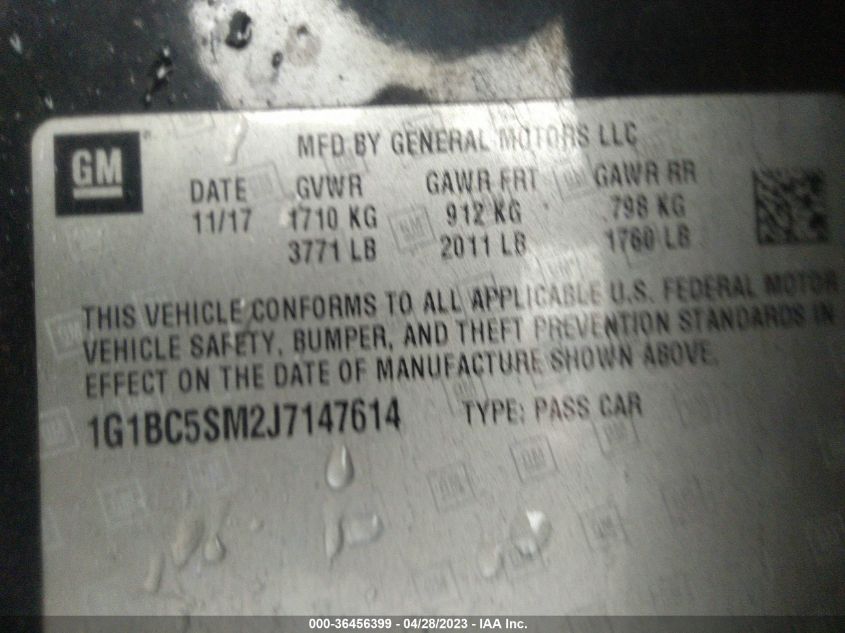 MFD BY GENERAL MOTORS LLC
GM®
DATE GVWR GAWR FRT GAWR RR
11/17 1710 KG 912 KG 798 KG
3771 LB 2011 LB 1760 LB
THIS VEHICLE CONFORMS TO ALL APPLICABLE U.S. FEDERAL MOTOR
VEHICLE SAFETY, BUMPER, AND THEFT PREVENTION STANDARDS IN
EFFECT ON THE DATE OF MANUFACTURE SHOWN ABOVE.
1G1BC5SM2J7147614 TYPE: PASS CAR
000-36456399 - 04/28/2023 - IAA Inc.